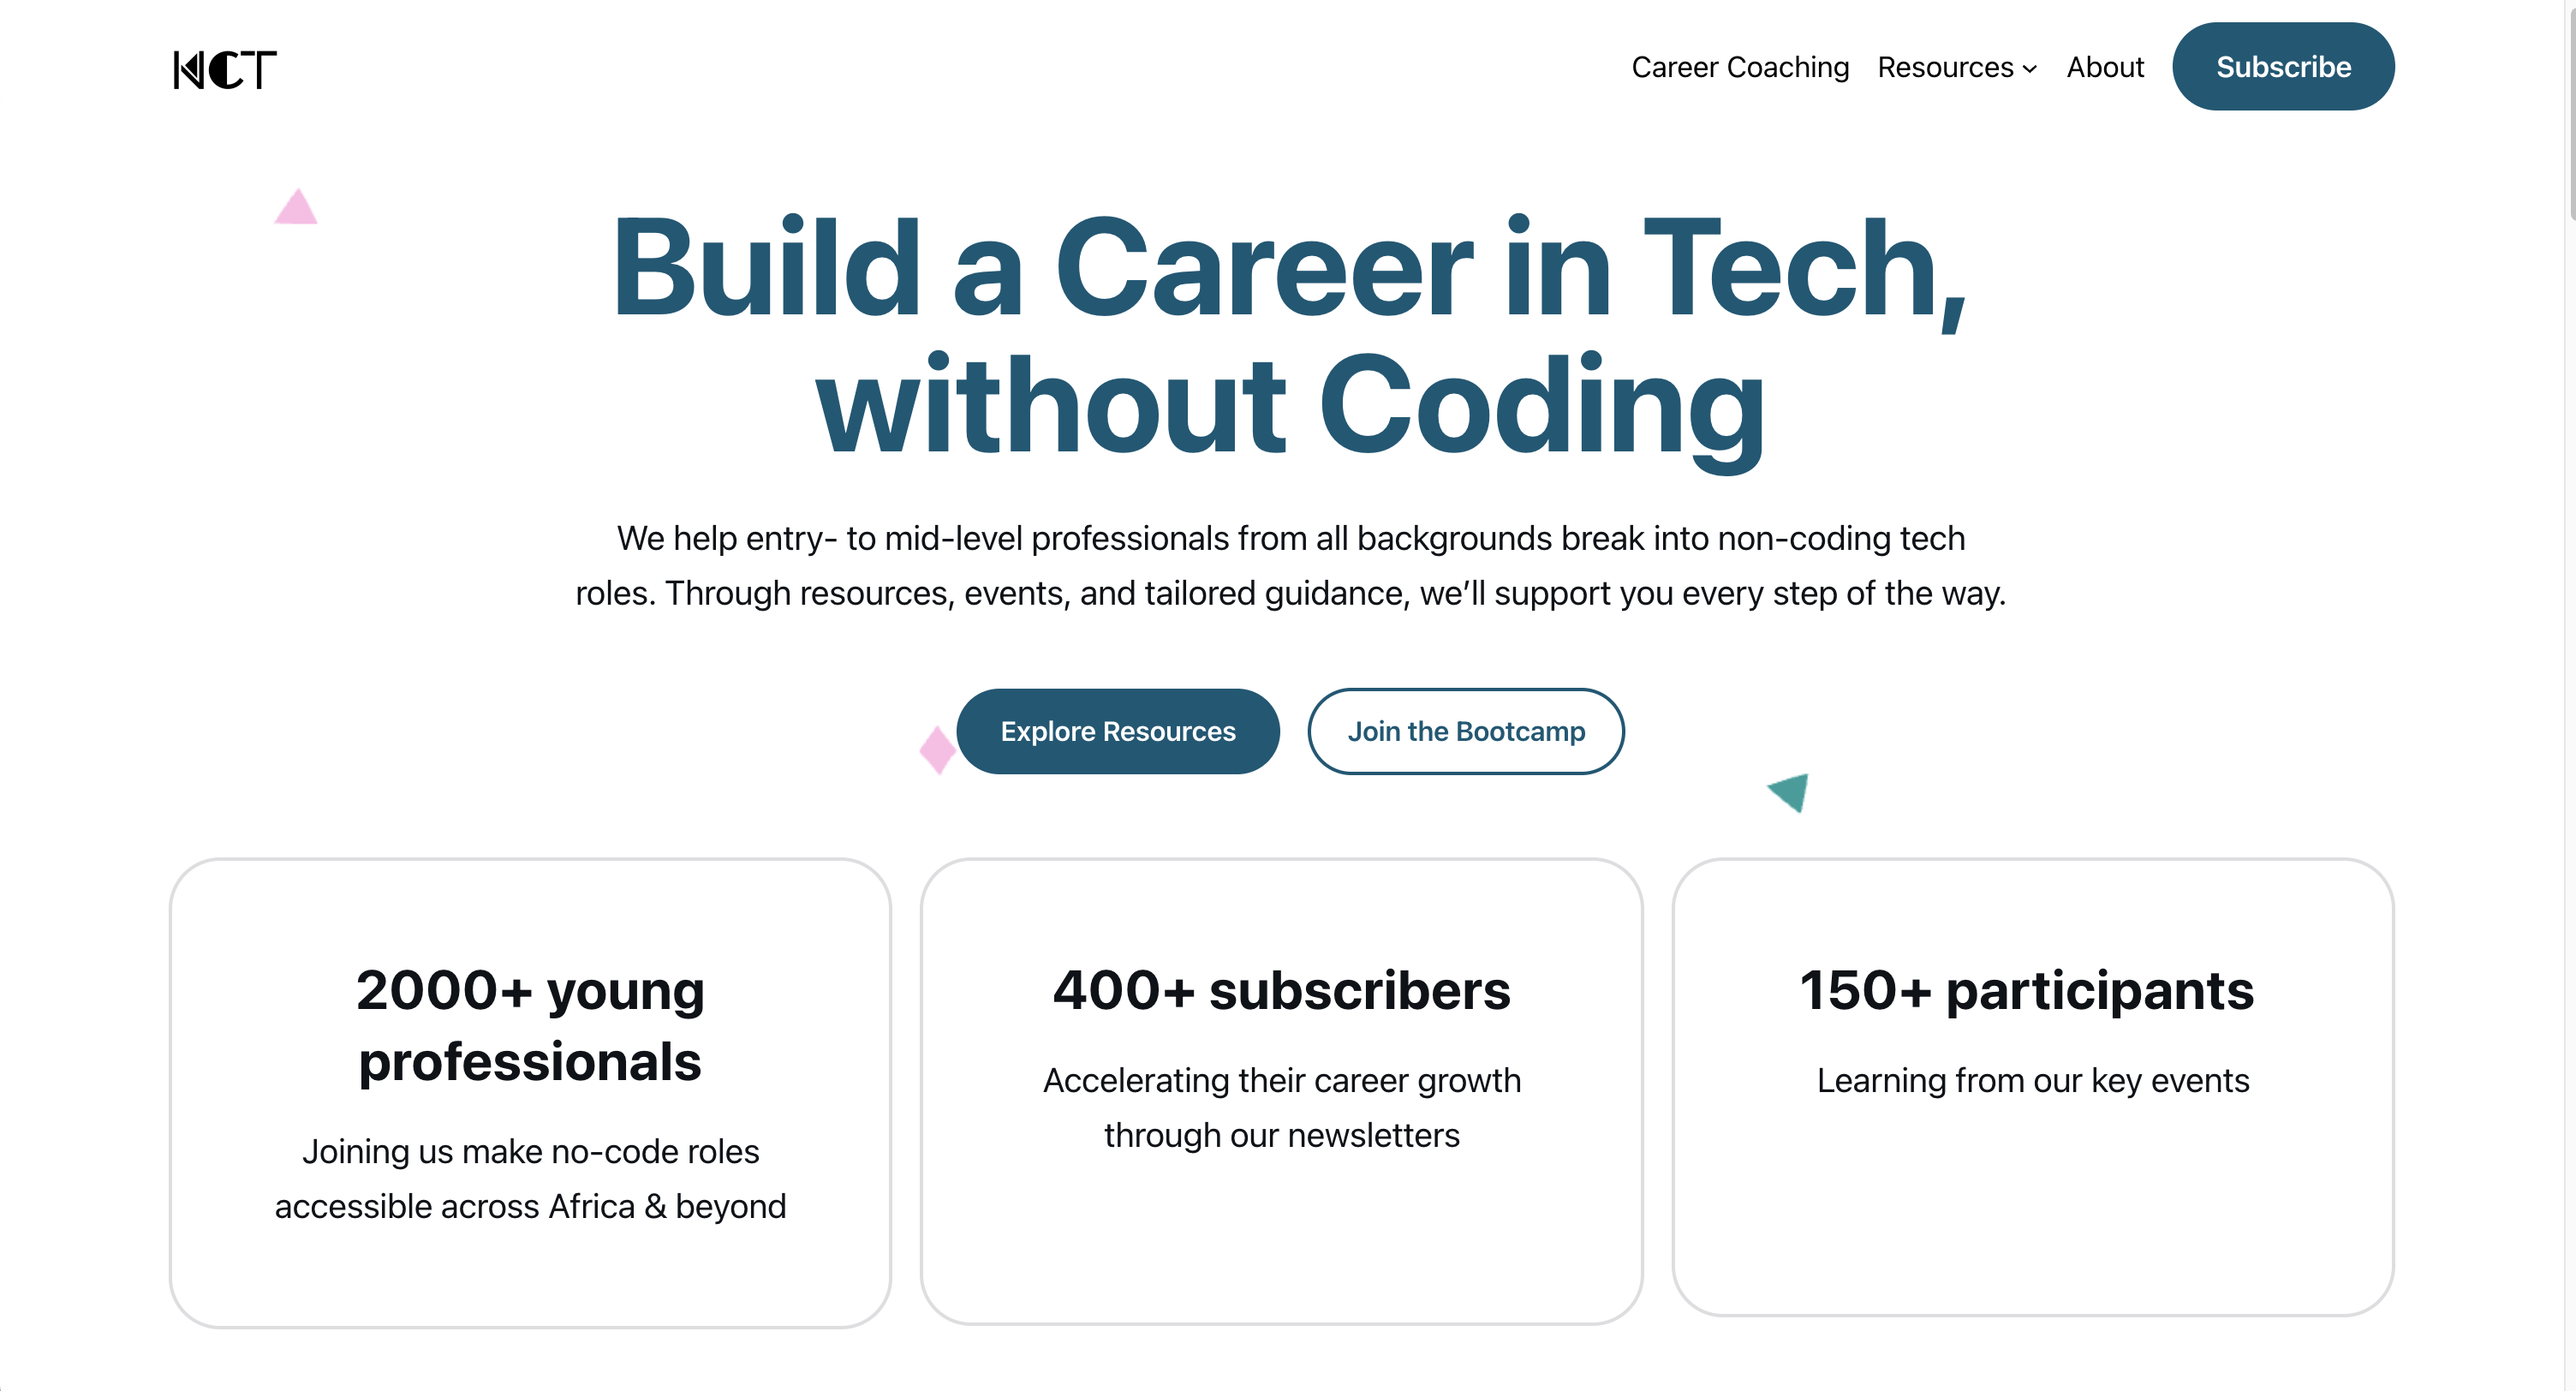 NCT
Career Coaching
Resources
About
Subscribe
Build a Career in Tech,
without Coding
We help entry- to mid-level professionals from all backgrounds break into non-coding tech
roles. Through resources, events, and tailored guidance, we’ll support you every step of the way.
Explore Resources
Join the Bootcamp
2000+ young
professionals
Joining us make no-code roles
accessible across Africa & beyond
400+ subscribers
Accelerating their career growth
through our newsletters
150+ participants
Learning from our key events